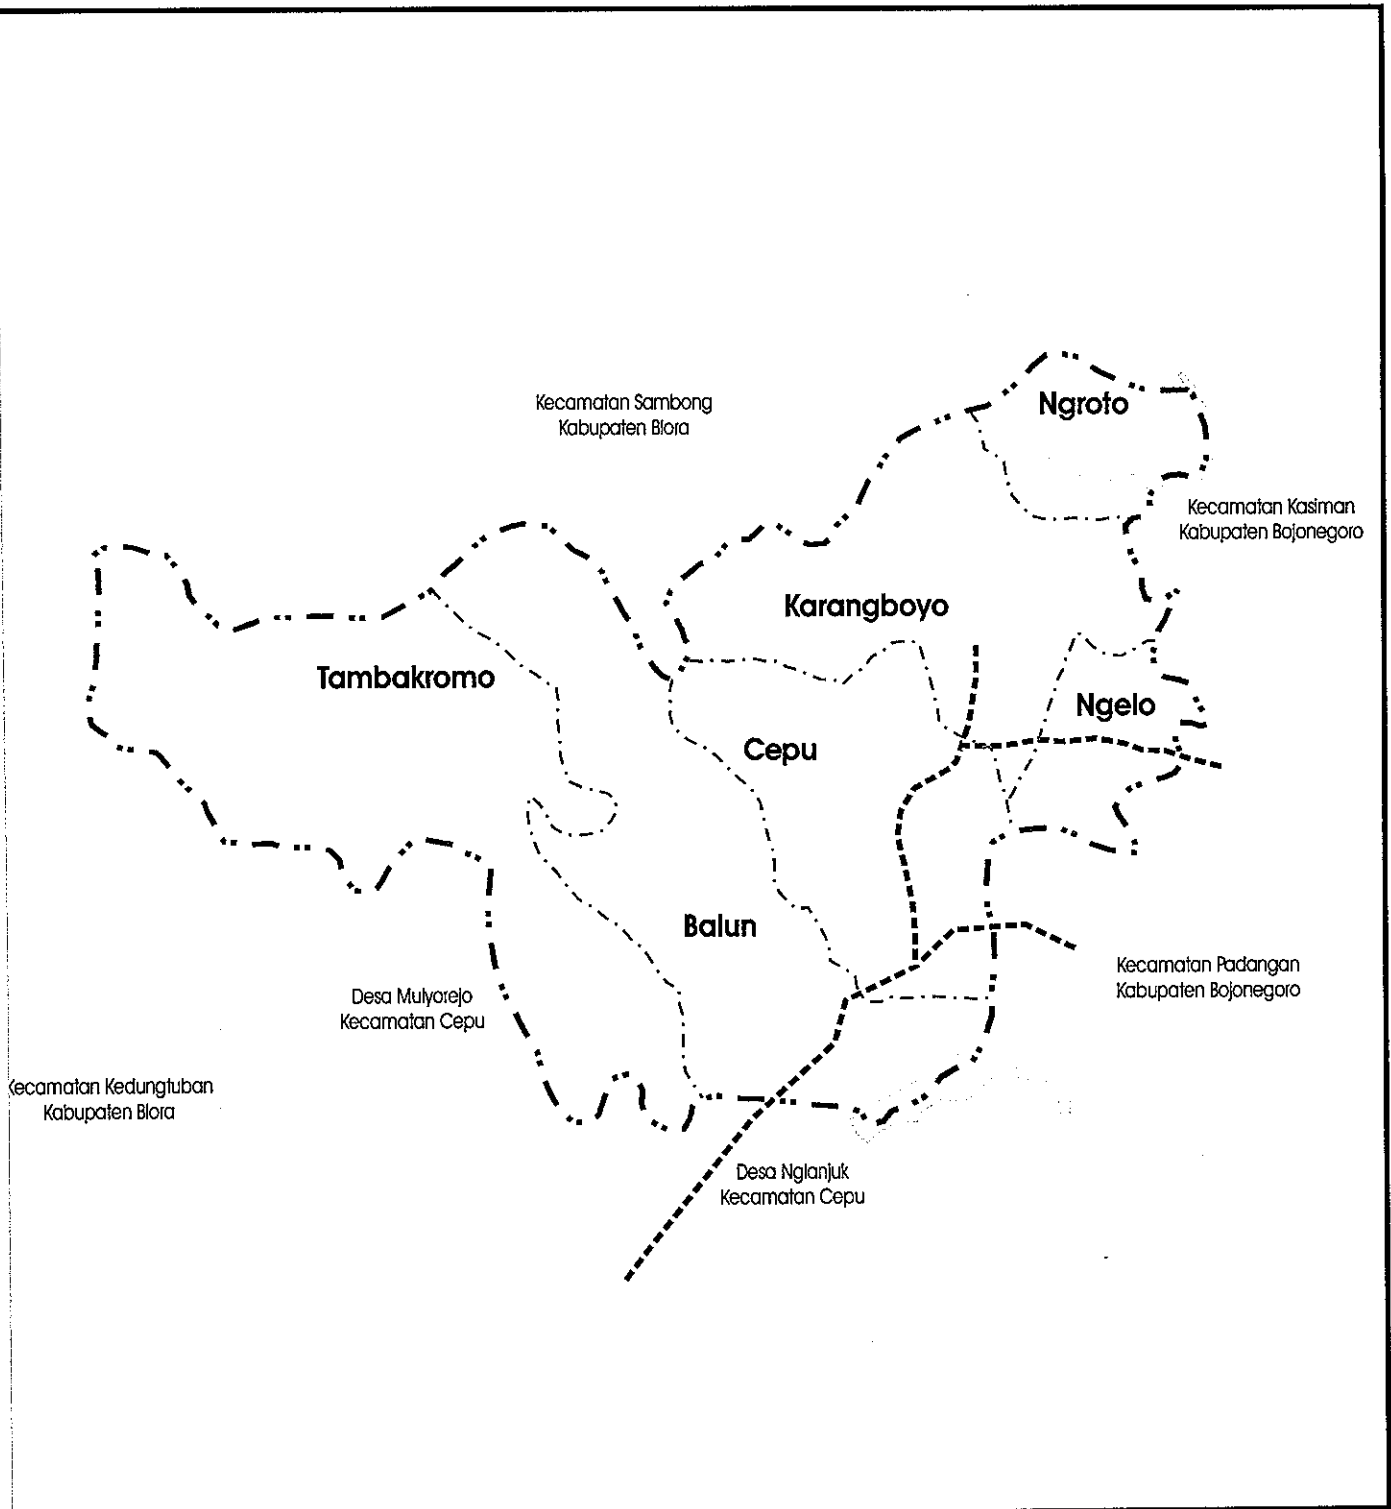 Ngroto
Kecamatan Sambong
Kabupaten Blora
Kecamatan Kasiman
Kabupaten Bojonegoro
Karangboyo
Tambakromo
Ngelo
Cepu
Balun
Kecamatan Padangan
Kabupaten Bojonegoro
Desa Mulyorejo
Kecamatan Cepu
Kecamatan Kedungtuban
Kabupaten Blora
Desa Nglanjuk
Kecamatan Cepu